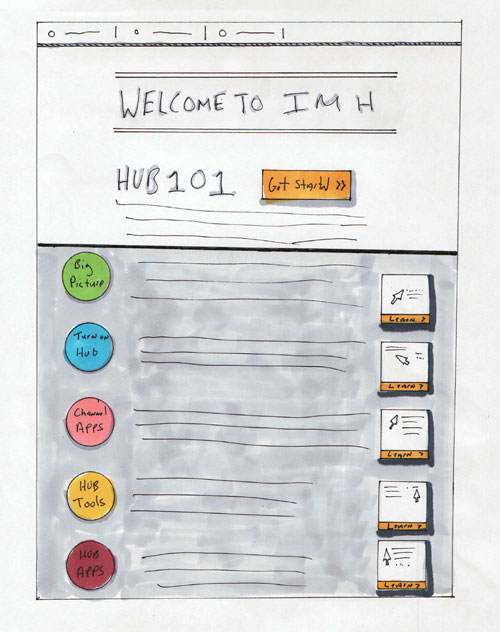 WELCOME TO IMH
HUB 101
Get Started >>
Big
Picture
LEARN >
Turn on
Hub
LEARN >
Channel
APPS
LEARN >
HUB
Tools
LEARN >
HUB
APPS
LEARN >